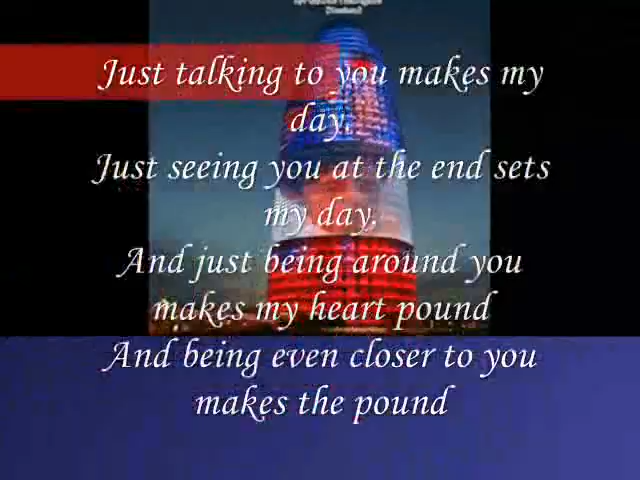 Just talking to you makes my
day.
Just seeing you at the end sets
my day.
And just being around you
makes my heart pound
And being even closer to you
makes the pound